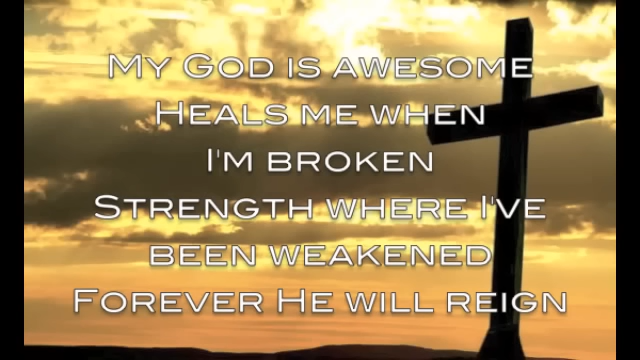 My God is awesome
Heals me when
I'm broken
Strength where I've
been weakened
Forever He will reign